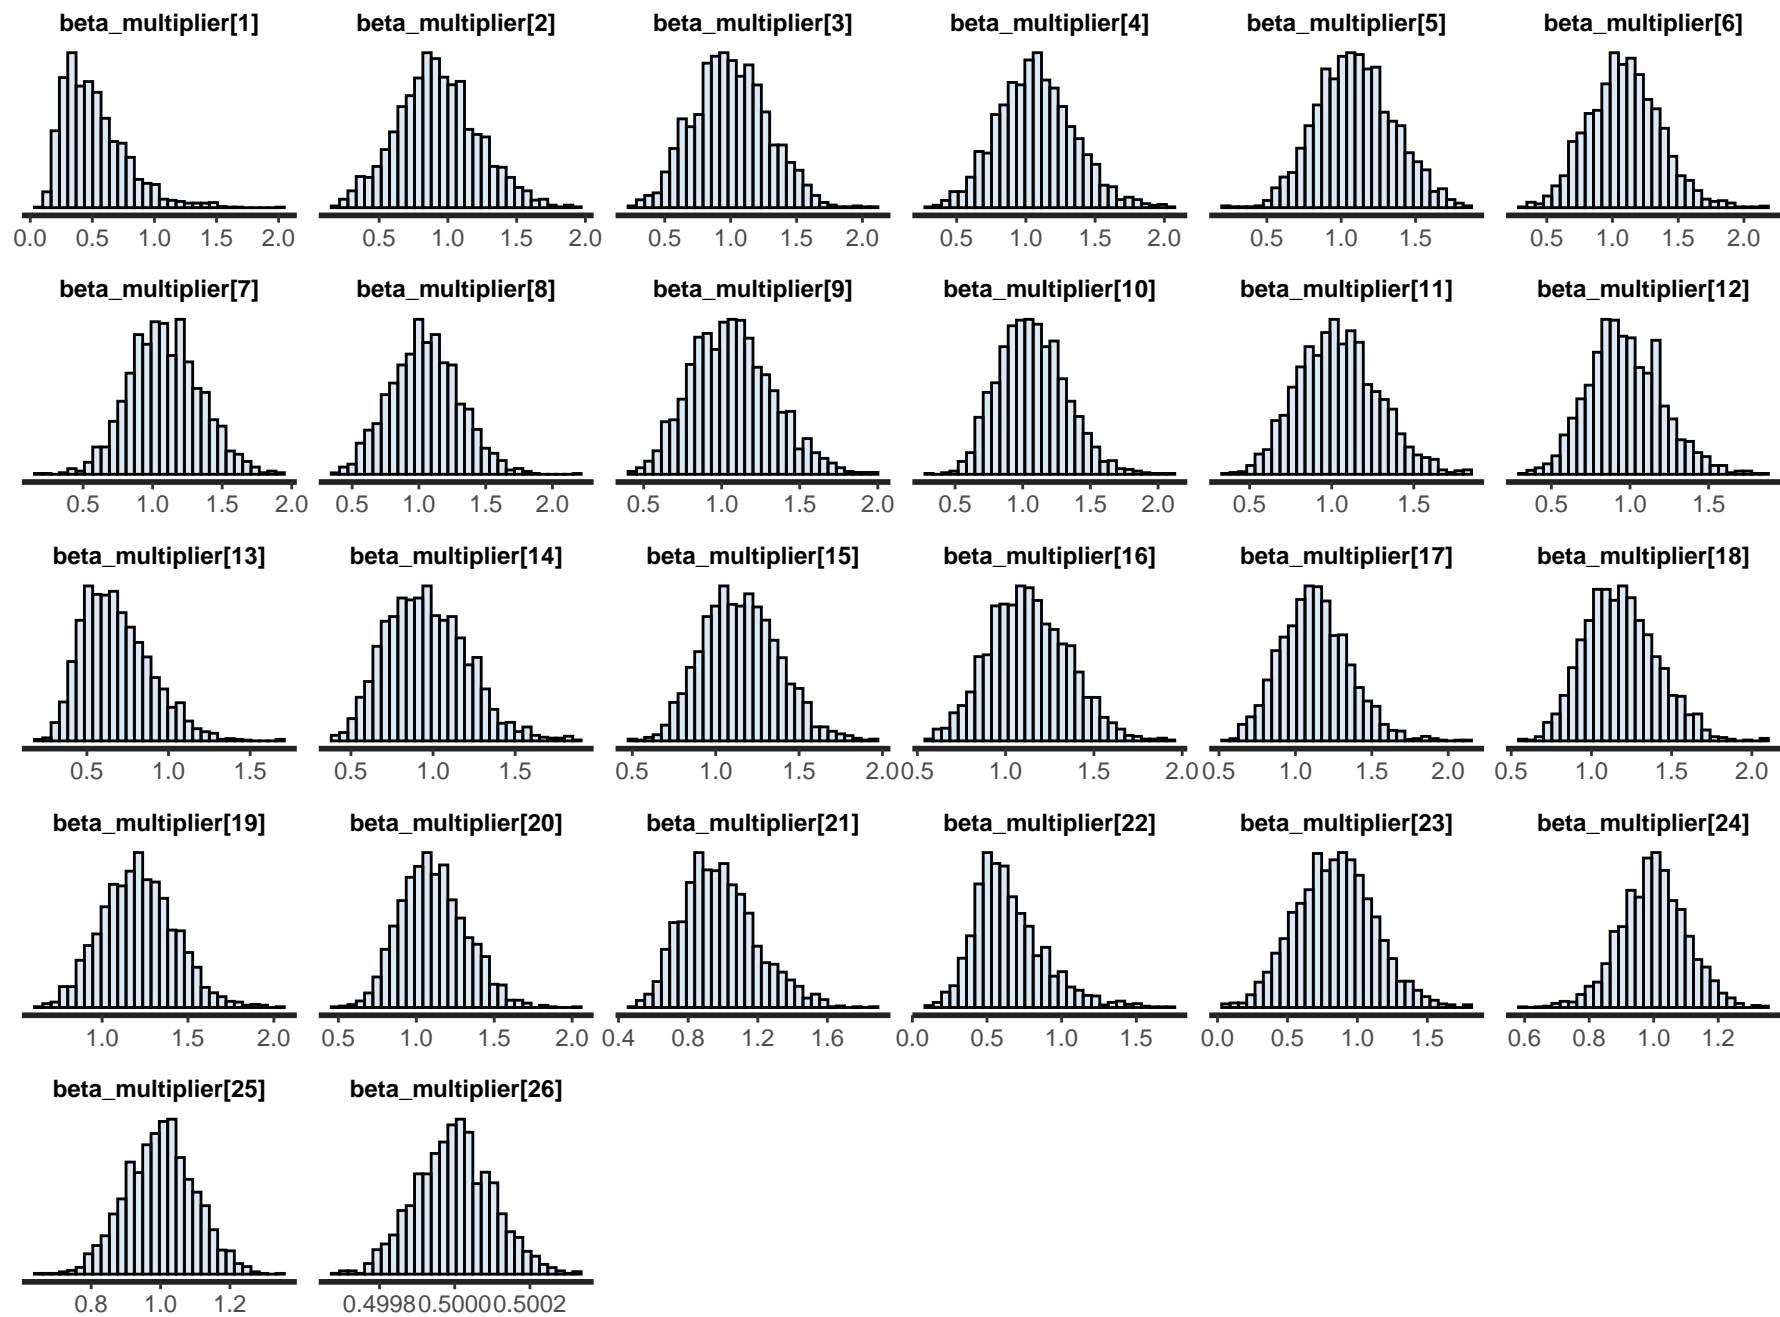 beta_multiplier[1] beta_multiplier[2] beta_multiplier[3] beta_multiplier[4] beta_multiplier[5] beta_multiplier[6]
0.0 0.5 1.0 1.5 2.0 0.5 1.0 1.5 2.0 0.5 1.0 1.5 2.0 0.5 1.0 1.5 2.0 0.5 1.0 1.5 0.5 1.0 1.5 2.0
beta_multiplier[7] beta_multiplier[8] beta_multiplier[9] beta_multiplier[10] beta_multiplier[11] beta_multiplier[12]
0.5 1.0 1.5 2.0 0.5 1.0 1.5 2.0 0.5 1.0 1.5 2.0 0.5 1.0 1.5 2.0 0.5 1.0 1.5 0.5 1.0 1.5
beta_multiplier[13] beta_multiplier[14] beta_multiplier[15] beta_multiplier[16] beta_multiplier[17] beta_multiplier[18]
0.5 1.0 1.5 0.5 1.0 1.5 0.5 1.0 1.5 2.0 0.5 1.0 1.5 2.0 0.5 1.0 1.5 2.0 0.5 1.0 1.5 2.0
beta_multiplier[19] beta_multiplier[20] beta_multiplier[21] beta_multiplier[22] beta_multiplier[23] beta_multiplier[24]
1.0 1.5 2.0 0.5 1.0 1.5 2.0 0.4 0.8 1.2 1.6 0.0 0.5 1.0 1.5 0.0 0.5 1.0 1.5 0.6 0.8 1.0 1.2
beta_multiplier[25] beta_multiplier[26]
0.8 1.0 1.2 0.4998 0.5000 0.5002